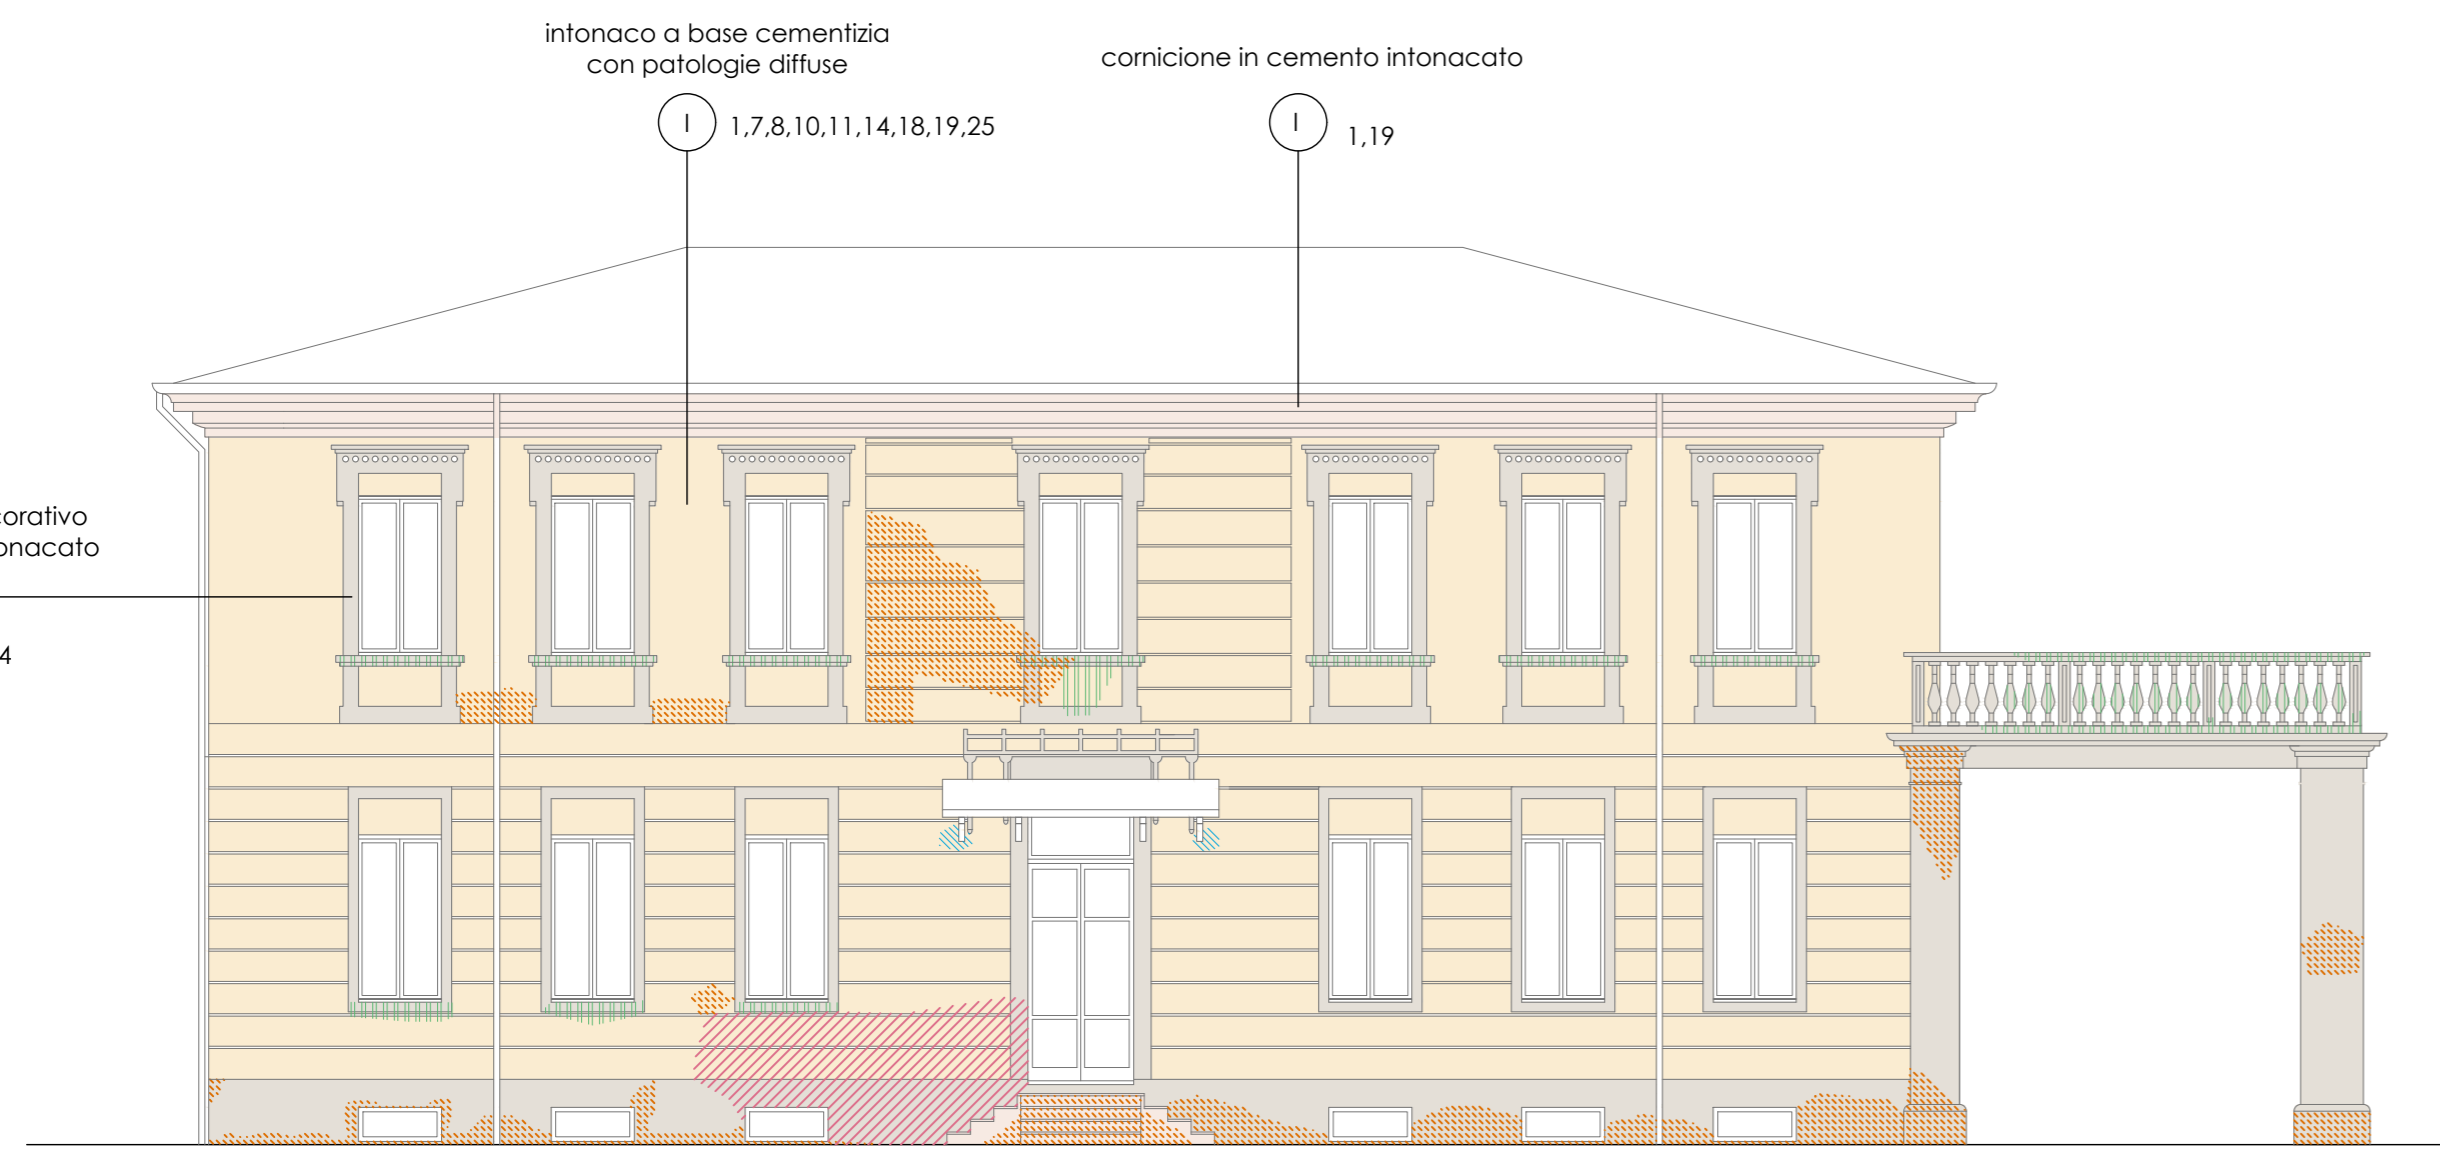 intonaco a base cementizia
con patologie diffuse
I 1,7,8,10,11,14,18,19,25
cornicione in cemento intonacato
I 1,19
corativo
onacato
4